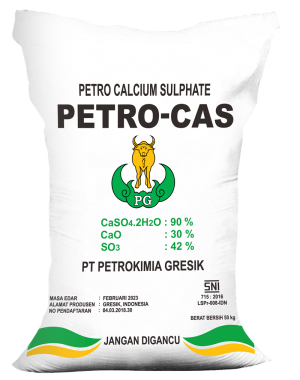 PETRO CALCIUM SULPHATE
PETRO-CAS
PG
CaSO4.2H2O : 90 %
CaO : 30 %
SO3 : 42 %
PT PETROKIMIA GRESIK
MASA EDAR : FEBRUARI 2023
ALAMAT PRODUSEN : GRESIK, INDONESIA
NO PENDAFTARAN : 04.03.2018.30
SNI
715 : 2016
LSPr-008-IDN
BERAT BERSIH 50 kg
JANGAN DIGANCU